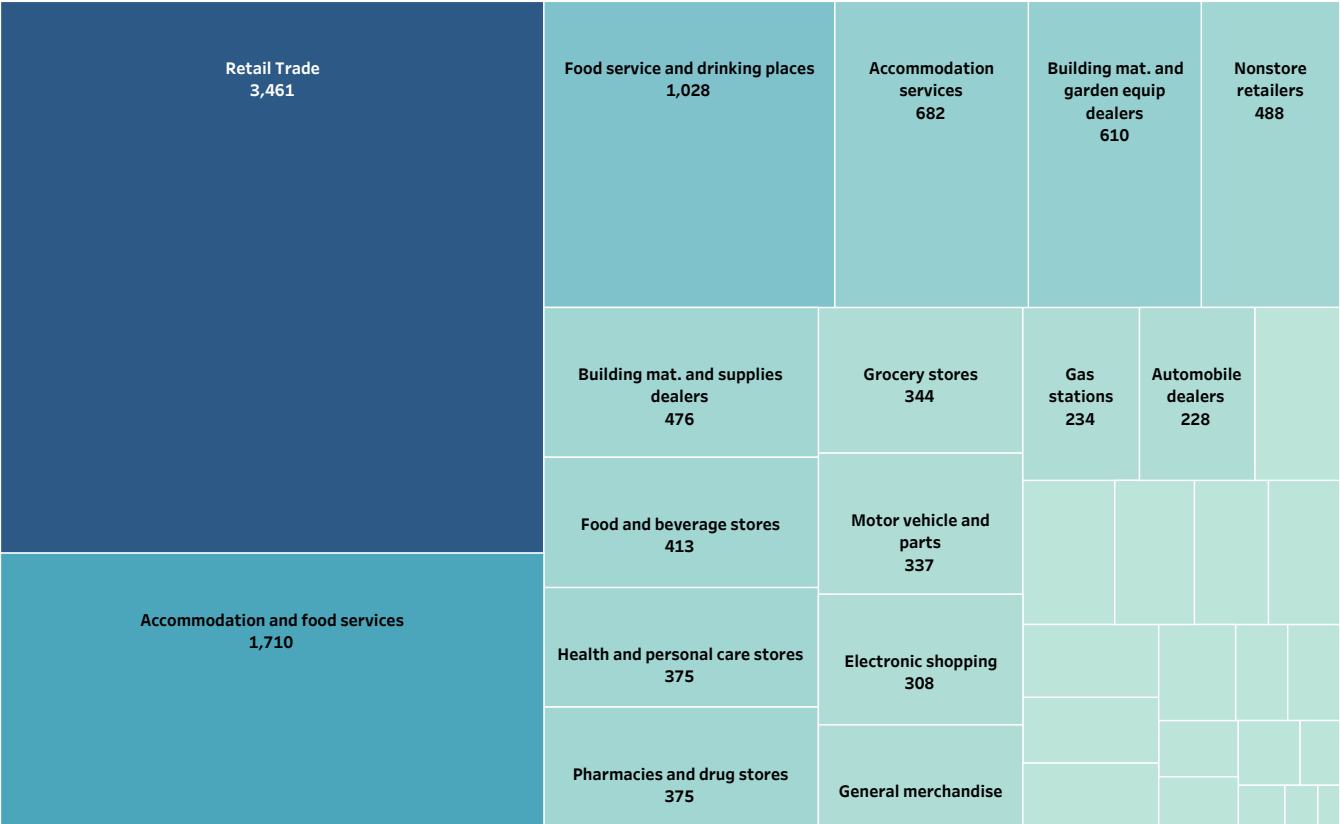 Retail Trade
3,461
Accommodation and food services
1,710
Food service and drinking places
1,028
Accommodation
services
682
Building mat. and
garden equip
dealers
610
Nonstore
retailers
488
Building mat. and supplies
dealers
476
Food and beverage stores
413
Health and personal care stores
375
Pharmacies and drug stores
375
Grocery stores
344
Motor vehicle and
parts
337
Electronic shopping
308
General merchandise
Gas
stations
234
Automobile
dealers
228